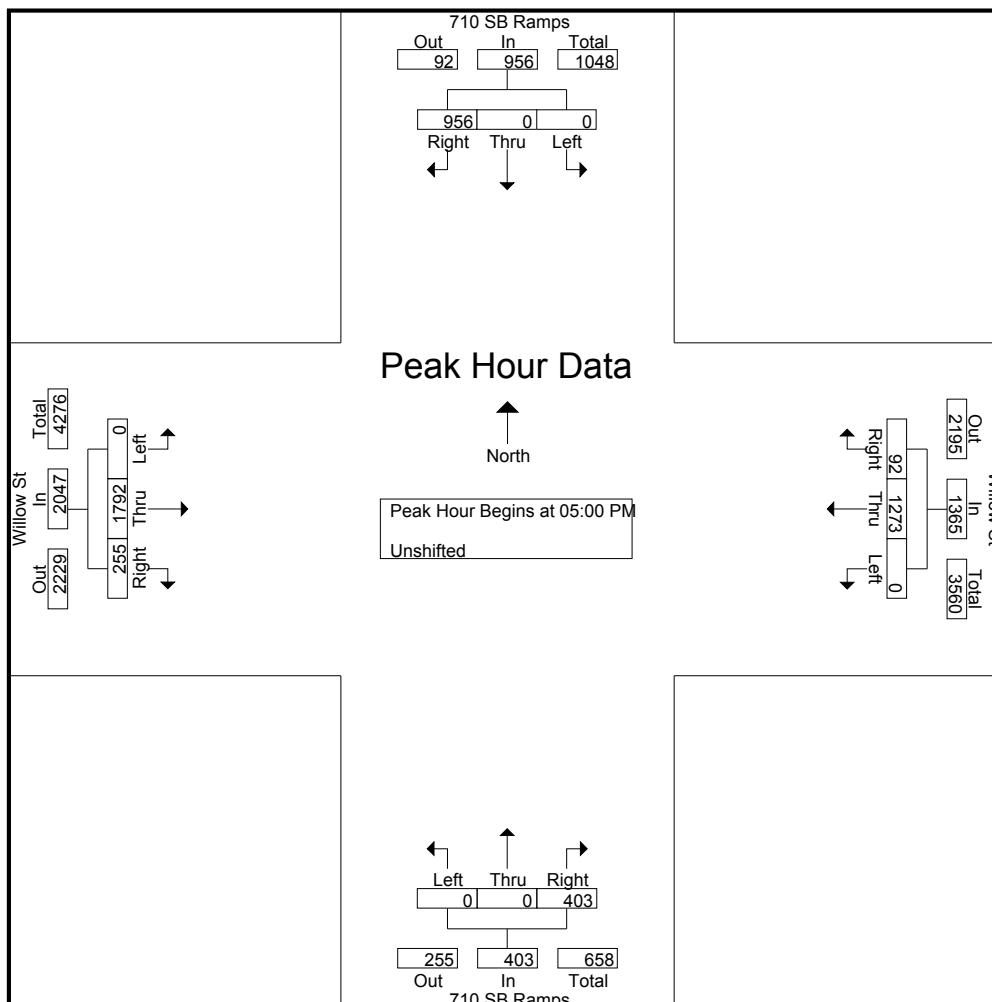 710 SB Ramps
Out In Total
92 956 1048
956 0 0
Right Thru Left
Peak Hour Data
North
Peak Hour Begins at 05:00 PM
Unshifted
Willow St
Total In Out
4276 2047 2229
0 1792 255
Left Thru Right
Right Thru Left
92 1273 0
2195 1365 3560
Out In Total
Willow St
Left Thru Right
0 0 403
255 403 658
Out In Total
710 SB Ramps